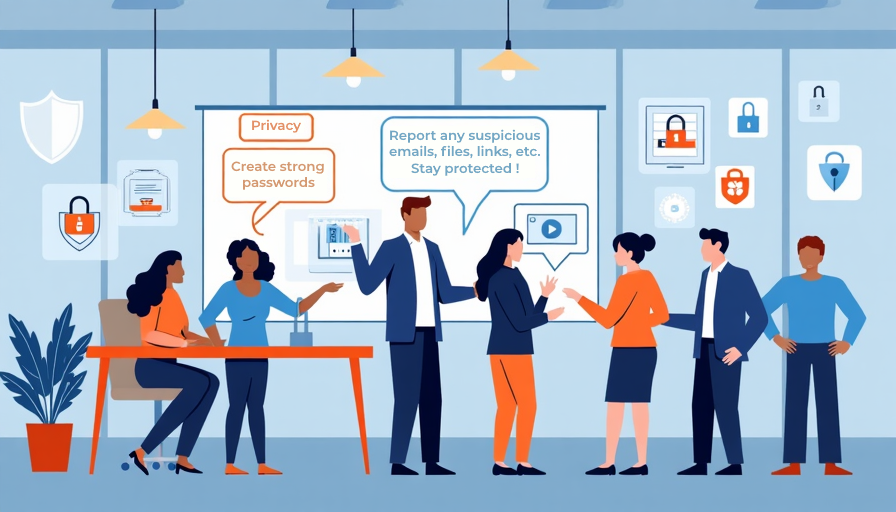 Privacy
Create strong
passwords
Report any suspicious
emails, files, links, etc.
Stay protected !